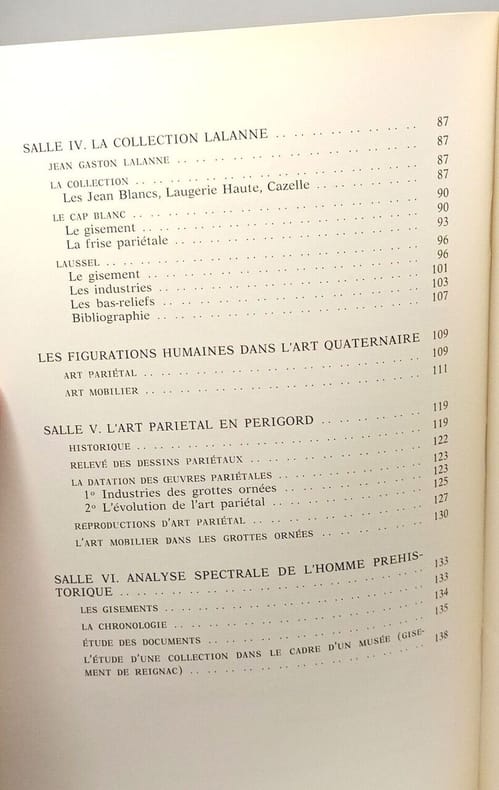 SALLE IV. LA COLLECTION LALANNE .................. 87
JEAN GASTON LALANNE .................. 87
LA COLLECTION .................. 87
Les Jean Blancs, Laugerie Haute, Cazelle .................. 87
LE CAP BLANC .................. 90
Le gisement .................. 90
La frise pariétale .................. 93
LAUSSEL .................. 96
Le gisement .................. 96
Les industries .................. 101
Les bas-reliefs .................. 103
Bibliographie .................. 107
LES FIGURATIONS HUMAINES DANS L'ART QUATERNAIRE 109
ART PARIÉTAL .................. 109
ART MOBILIER .................. 111
SALLE V. L'ART PARIETAL EN PERIGORD .................. 119
HISTORIQUE .................. 119
RELEVÉ DES DESSINS PARIÉTAUX .................. 122
LA DATATION DES ŒUVRES PARIÉTALES .................. 123
1º Industries des grottes ornées .................. 123
2º L'évolution de l'art pariétal .................. 125
REPRODUCTIONS D'ART PARIÉTAL .................. 127
L'ART MOBILIER DANS LES GROTTES ORNÉES .................. 130
SALLE VI. ANALYSE SPECTRALE DE L'HOMME PREHIS-
TORIQUE .................. 133
LES GISEMENTS .................. 133
LA CHRONOLOGIE .................. 134
ÉTUDE DES DOCUMENTS .................. 135
L'ÉTUDE D'UNE COLLECTION DANS LE CADRE D'UN MUSÉE (GISE-
MENT DE REIGNAC) .................. 138